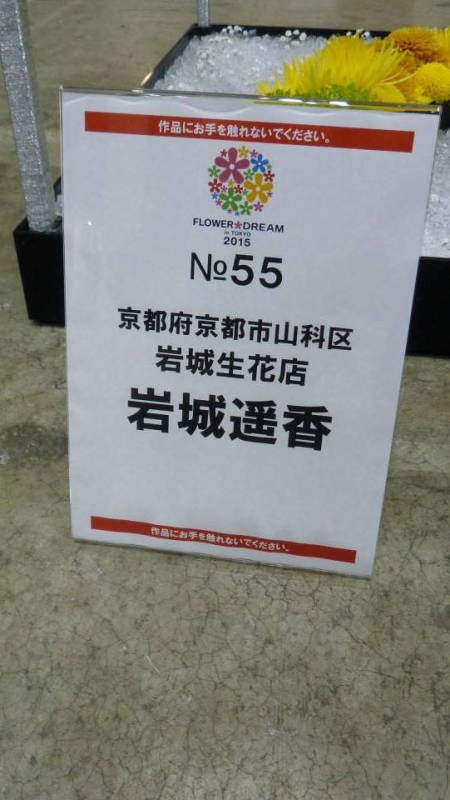 作品にお手を触れないでください。
FLOWER★DREAM
in TOKYO
2015
№55
京都府京都市山科区
岩城生花店
岩城遥香
作品にお手を触れないでください。